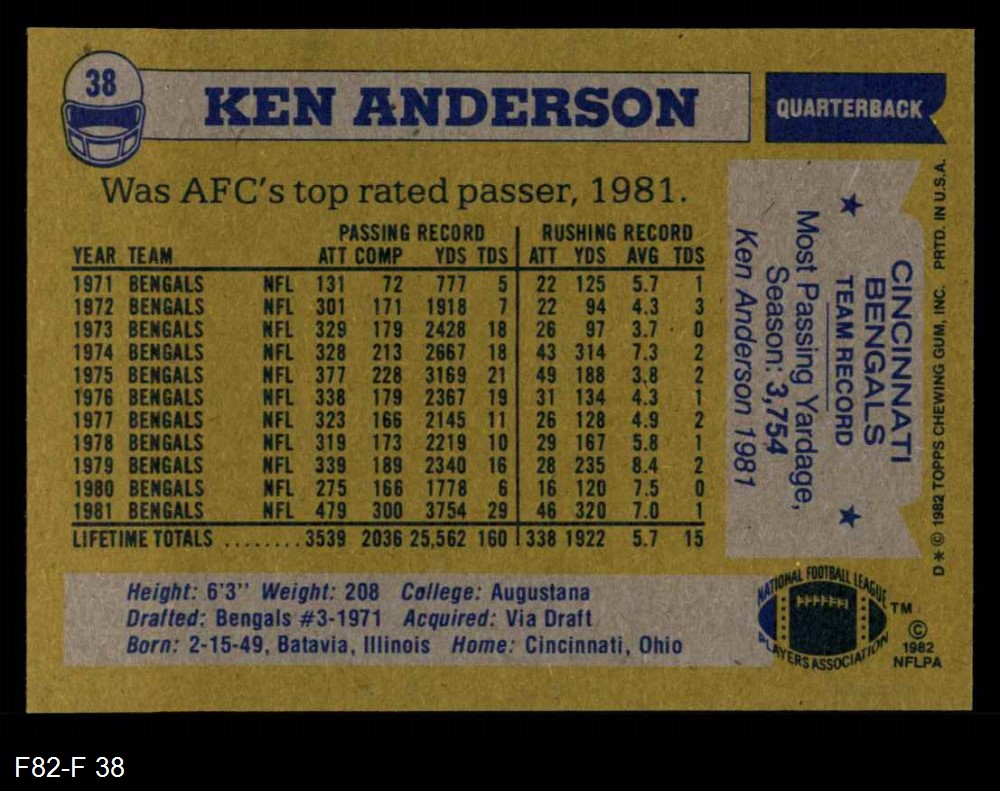 38
KEN ANDERSON
QUARTERBACK
Was AFC's top rated passer, 1981.
PASSING RECORD RUSHING RECORD
YEAR TEAM ATT COMP YDS TDS ATT YDS AVG TDS
1971 BENGALS NFL 131 72 777 5 22 125 5.7 1
1972 BENGALS NFL 301 171 1918 7 22 94 4.3 3
1973 BENGALS NFL 329 179 2428 18 26 97 3.7 0
1974 BENGALS NFL 328 213 2667 18 43 314 7.3 2
1975 BENGALS NFL 377 228 3169 21 49 188 3.8 2
1976 BENGALS NFL 338 179 2367 19 31 134 4.3 1
1977 BENGALS NFL 323 166 2145 11 26 128 4.9 2
1978 BENGALS NFL 319 173 2219 10 29 167 5.8 1
1979 BENGALS NFL 339 189 2340 16 28 235 8.4 2
1980 BENGALS NFL 275 166 1778 6 16 120 7.5 0
1981 BENGALS NFL 479 300 3754 29 46 320 7.0 1
LIFETIME TOTALS ........3539 2036 25,562 160 338 1922 5.7 15
Height: 6'3'' Weight: 208 College: Augustana
Drafted: Bengals #3-1971 Acquired: Via Draft
Born: 2-15-49, Batavia, Illinois Home: Cincinnati, Ohio
CINCINNATI
BENGALS
★ TEAM RECORD ★
Most Passing Yardage,
Season: 3,754
Ken Anderson 1981
D✶© 1982 TOPPS CHEWING GUM, INC. PRTD. IN U.S.A.
NATIONAL FOOTBALL LEAGUE
PLAYERS ASSOCIATION
TM
©
1982
NFLPA
F82-F 38